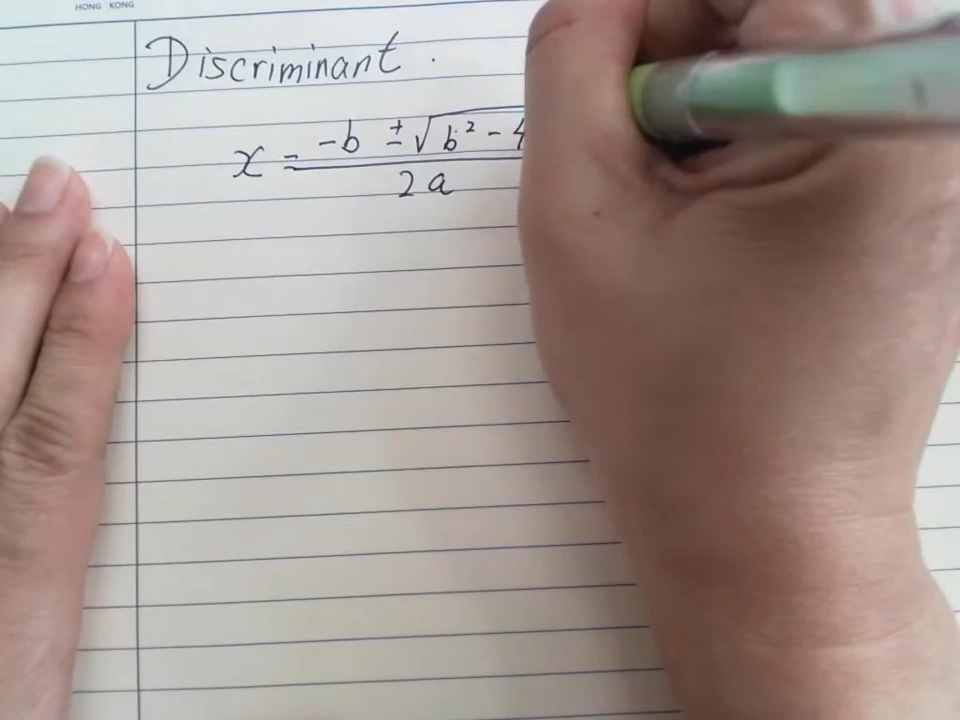 HONG KONG
Discriminant.
x = -b ± √b² - 4
2a